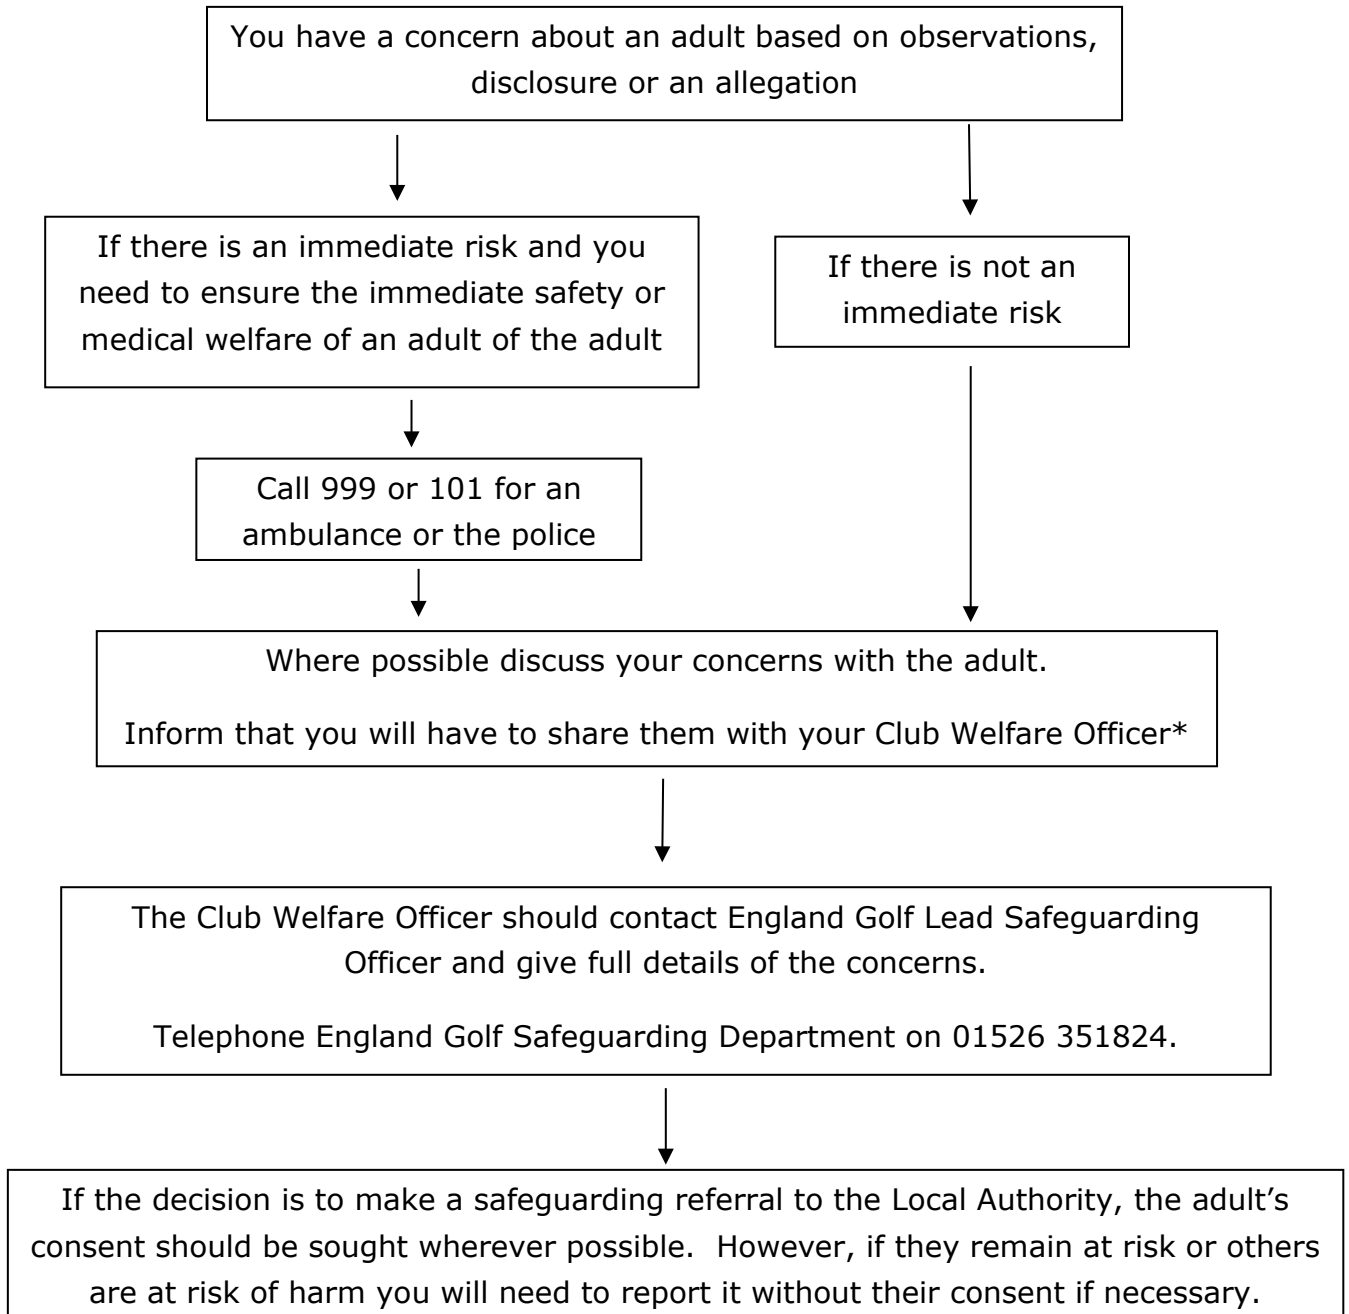 You have a concern about an adult based on observations,
disclosure or an allegation
If there is an immediate risk and you
need to ensure the immediate safety or
medical welfare of an adult of the adult
If there is not an
immediate risk
Call 999 or 101 for an
ambulance or the police
Where possible discuss your concerns with the adult.
Inform that you will have to share them with your Club Welfare Officer*
The Club Welfare Officer should contact England Golf Lead Safeguarding
Officer and give full details of the concerns.
Telephone England Golf Safeguarding Department on 01526 351824.
If the decision is to make a safeguarding referral to the Local Authority, the adult’s
consent should be sought wherever possible.  However, if they remain at risk or others
are at risk of harm you will need to report it without their consent if necessary.